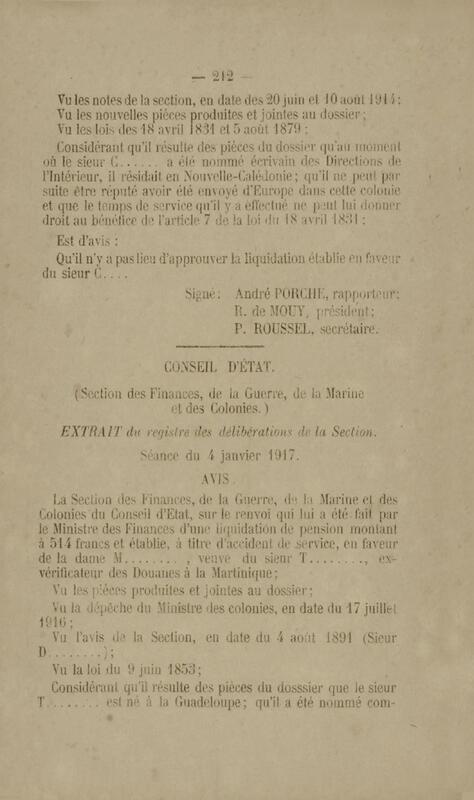 — 212 —
Vu les notes de la section, en date des 20 juin et 10 août 1914;
Vu les nouvelles pièces produites et jointes au dossier;
Vu les lois des 18 avril 1831 et 5 août 1879;
Considérant qu'il résulte des pièces du dossier qu'au moment
où le sieur C...... a été nommé écrivain des Directions de
l'Intérieur, il résidait en Nouvelle-Calédonie; qu'il ne peut par
suite être réputé avoir été envoyé d'Europe dans cette colonie
et que le temps de service qu'il y a effectué ne peut lui donner
droit au bénéfice de l'article 7 de la loi du 18 avril 1831;
Est d'avis :
Qu'il n'y a pas lieu d'approuver la liquidation établie en faveur
du sieur C....
Signé: André PORCHE, rapporteur;
R. de MOUY, président;
P. ROUSSEL, secrétaire.
CONSEIL D'ÉTAT.
(Section des Finances, de la Guerre, de la Marine
et des Colonies.)
EXTRAIT du registre des délibérations de la Section.
Séance du 4 janvier 1917.
AVIS.
La Section des Finances, de la Guerre, de la Marine et des
Colonies du Conseil d'Etat, sur le renvoi qui lui a été fait par
le Ministre des Finances d'une liquidation de pension montant
à 514 francs et établie, à titre d'accident de service, en faveur
de la dame M........, veuve du sieur T........, ex-
vérificateur des Douanes à la Martinique;
Vu les pièces produites et jointes au dossier;
Vu la dépêche du Ministre des colonies, en date du 17 juillet
1916;
Vu l'avis de la Section, en date du 4 août 1891 (Sieur
D........);
Vu la loi du 9 juin 1853;
Considérant qu'il résulte des pièces du dosssier que le sieur
T........ est né à la Guadeloupe; qu'il a été nommé com-